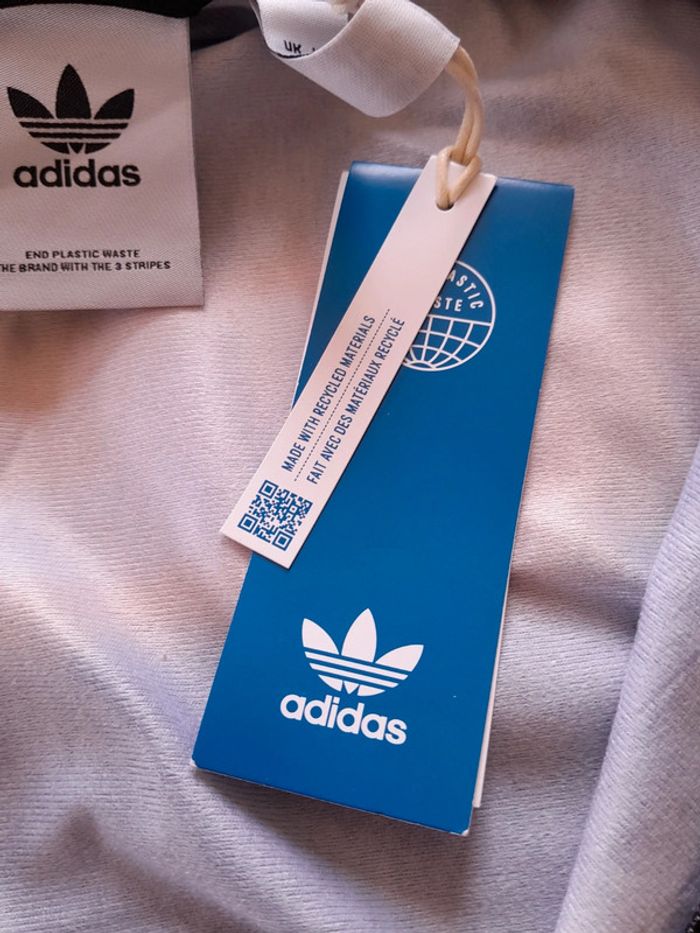 UK
adidas
END PLASTIC WASTE
THE BRAND WITH THE 3 STRIPES
MADE WITH RECYCLED MATERIALS
FAIT AVEC DES MATÉRIAUX RECYCLÉ
adidas